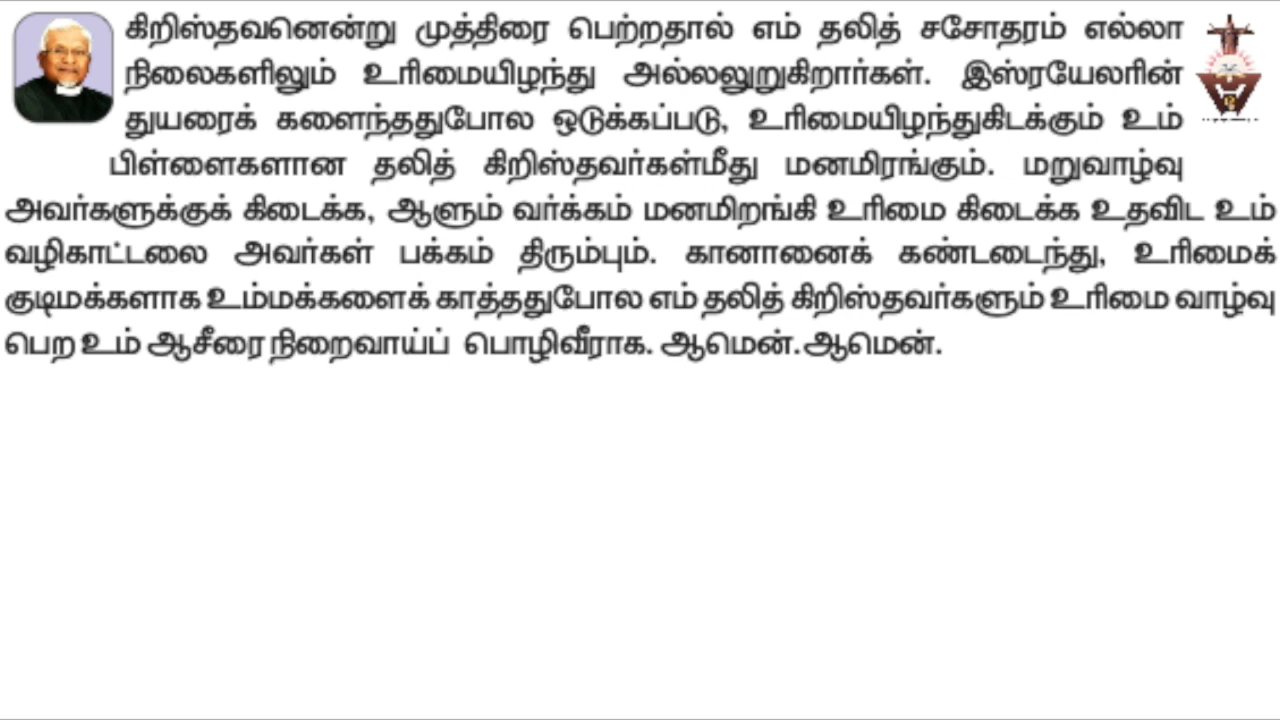 கிறிஸ்தவனென்று முத்திரை பெற்றதால் எம் தலித் சசோதரம் எல்லா
நிலைகளிலும் உரிமையிழந்து அல்லலுறுகிறார்கள். இஸ்ரயேலரின்
துயரைக் களைந்ததுபோல ஒடுக்கப்படு, உரிமையிழந்துகிடக்கும் உம்
பிள்ளைகளான தலித் கிறிஸ்தவர்கள்மீது மனமிரங்கும். மறுவாழ்வு
அவர்களுக்குக் கிடைக்க, ஆளும் வர்க்கம் மனமிறங்கி உரிமை கிடைக்க உதவிட உம்
வழிகாட்டலை அவர்கள் பக்கம் திரும்பும். கானானைக் கண்டடைந்து, உரிமைக்
குடிமக்களாக உம்மக்களைக் காத்ததுபோல எம் தலித் கிறிஸ்தவர்களும் உரிமை வாழ்வு
பெற உம் ஆசீரை நிறைவாய்ப் பொழிவீராக. ஆமென்.ஆமென்.